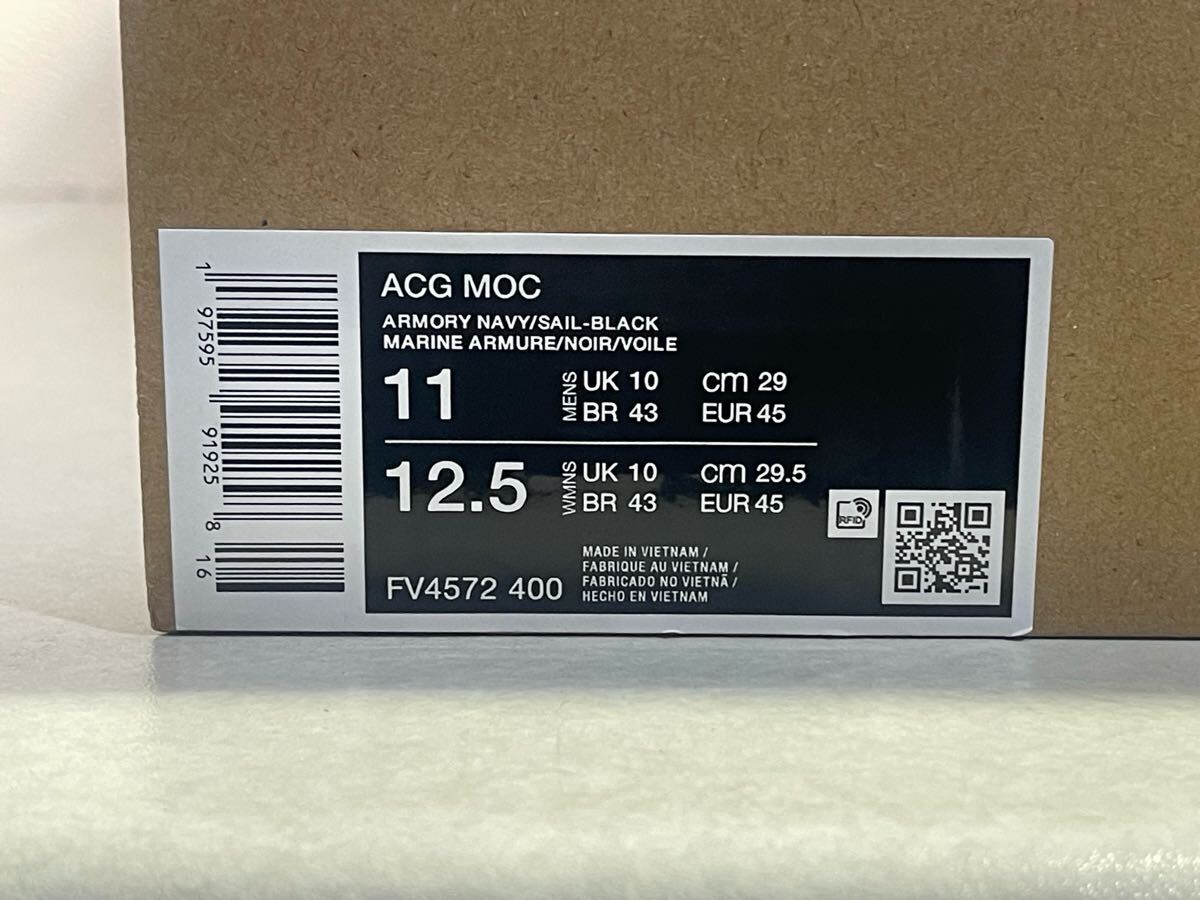 ACG MOC
ARMORY NAVY/SAIL-BLACK
MARINE ARMURE/NOIR/VOILE
11 MENS UK 10 cm 29
BR 43 EUR 45
12.5 WMNS UK 10 cm 29.5
BR 43 EUR 45
FV4572 400
MADE IN VIETNAM /
FABRIQUE AU VIETNAM /
FABRICADO NO VIETNÃ /
HECHO EN VIETNAM
RFID
1 97595 91925 8 16